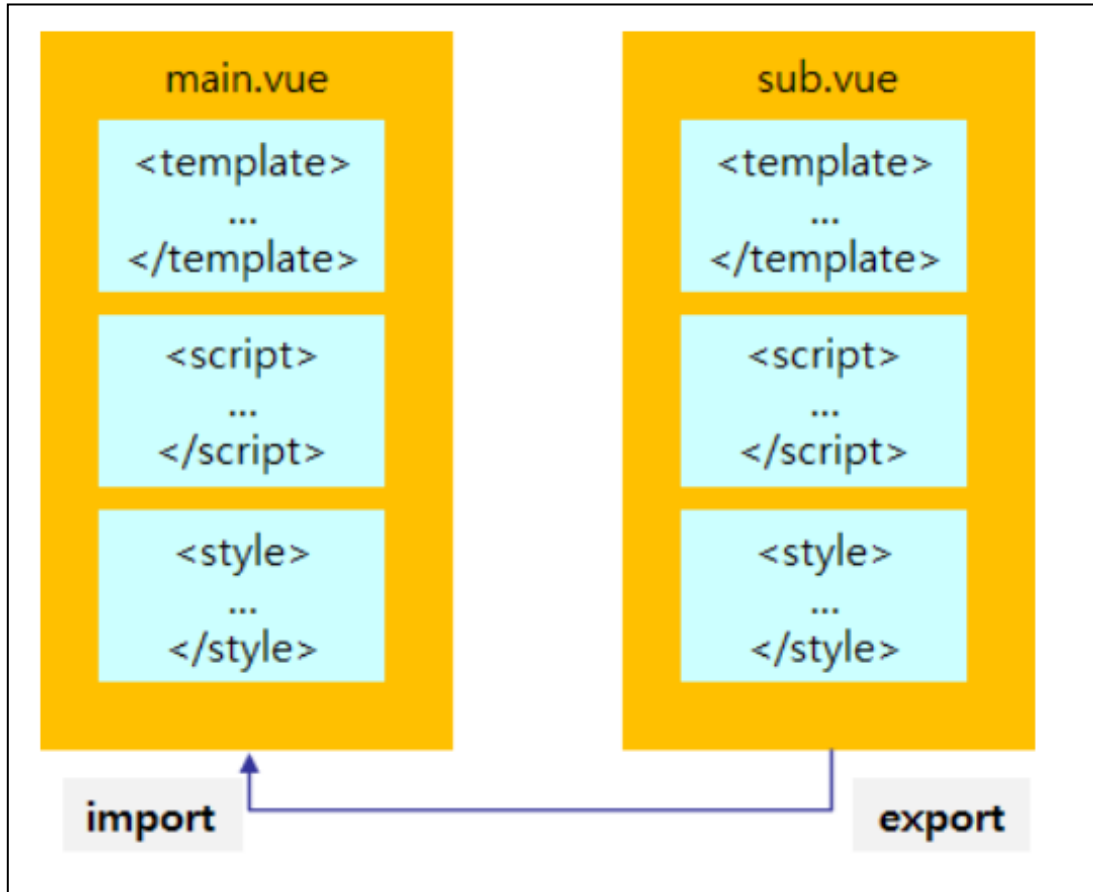 main.vue
<template>
...
</template>
<script>
...
</script>
<style>
...
</style>
sub.vue
<template>
...
</template>
<script>
...
</script>
<style>
...
</style>
import
export